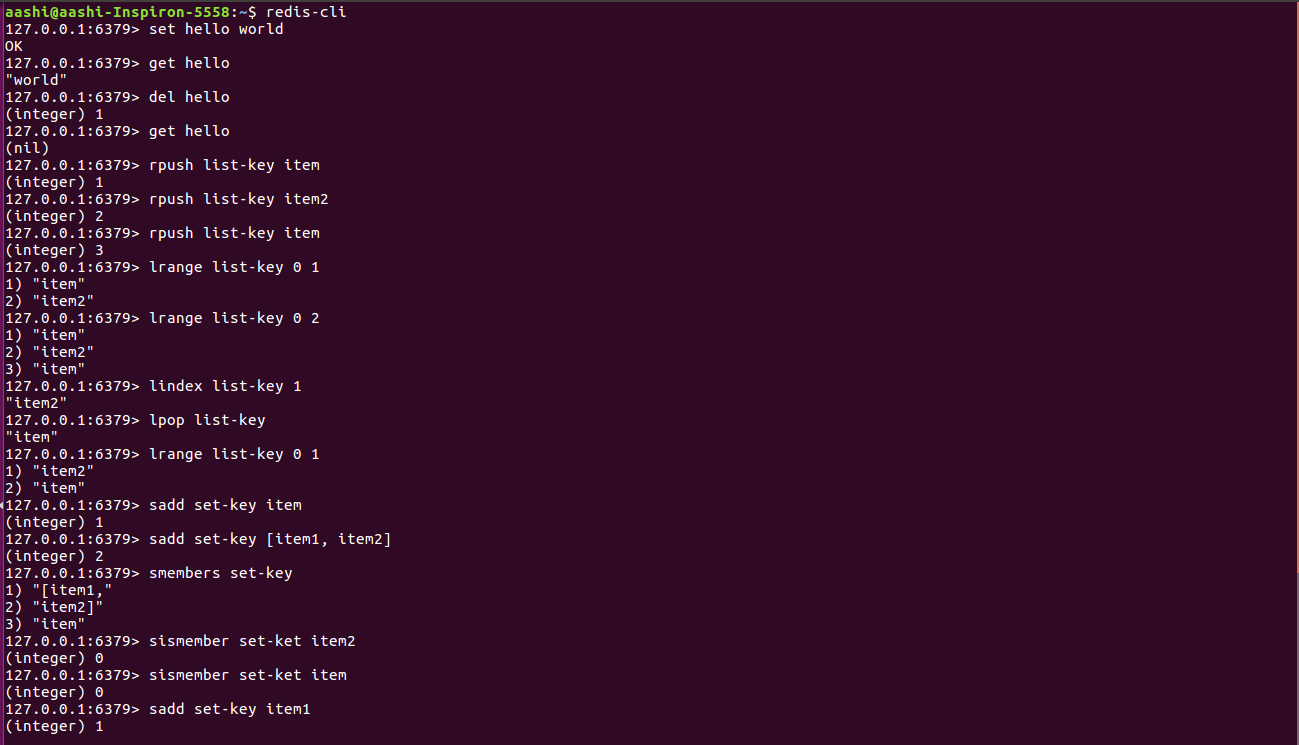 aashi@aashi-Inspiron-5558:~$ redis-cli
127.0.0.1:6379> set hello world
OK
127.0.0.1:6379> get hello
"world"
127.0.0.1:6379> del hello
(integer) 1
127.0.0.1:6379> get hello
(nil)
127.0.0.1:6379> rpush list-key item
(integer) 1
127.0.0.1:6379> rpush list-key item2
(integer) 2
127.0.0.1:6379> rpush list-key item
(integer) 3
127.0.0.1:6379> lrange list-key 0 1
1) "item"
2) "item2"
127.0.0.1:6379> lrange list-key 0 2
1) "item"
2) "item2"
3) "item"
127.0.0.1:6379> lindex list-key 1
"item2"
127.0.0.1:6379> lpop list-key
"item"
127.0.0.1:6379> lrange list-key 0 1
1) "item2"
2) "item"
127.0.0.1:6379> sadd set-key item
(integer) 1
127.0.0.1:6379> sadd set-key [item1, item2]
(integer) 2
127.0.0.1:6379> smembers set-key
1) "[item1,"
2) "item2]"
3) "item"
127.0.0.1:6379> sismember set-ket item2
(integer) 0
127.0.0.1:6379> sismember set-ket item
(integer) 0
127.0.0.1:6379> sadd set-key item1
(integer) 1